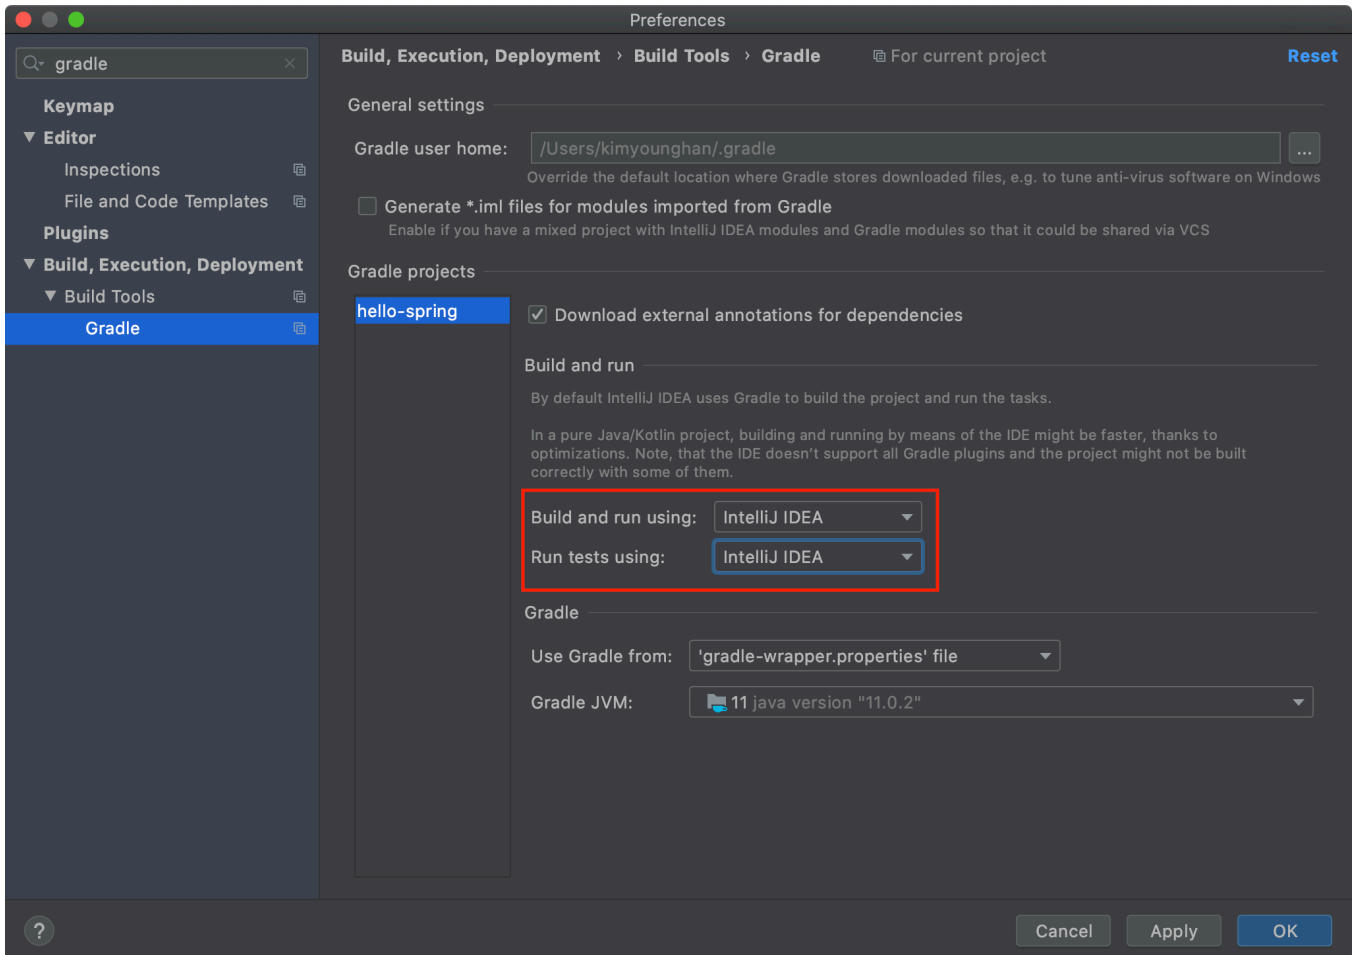 Preferences
gradle
Keymap
Editor
Inspections
File and Code Templates
Plugins
Build, Execution, Deployment
Build Tools
Gradle
Build, Execution, Deployment › Build Tools › Gradle
For current project
Reset
General settings
Gradle user home:
/Users/kimyounghan/.gradle
...
Override the default location where Gradle stores downloaded files, e.g. to tune anti-virus software on Windows
Generate *.iml files for modules imported from Gradle
Enable if you have a mixed project with IntelliJ IDEA modules and Gradle modules so that it could be shared via VCS
Gradle projects
hello-spring
Download external annotations for dependencies
Build and run
By default IntelliJ IDEA uses Gradle to build the project and run the tasks.
In a pure Java/Kotlin project, building and running by means of the IDE might be faster, thanks to
optimizations. Note, that the IDE doesn't support all Gradle plugins and the project might not be built
correctly with some of them.
Build and run using: IntelliJ IDEA
Run tests using: IntelliJ IDEA
Gradle
Use Gradle from: 'gradle-wrapper.properties' file
Gradle JVM: 11 java version "11.0.2"
?
Cancel
Apply
OK